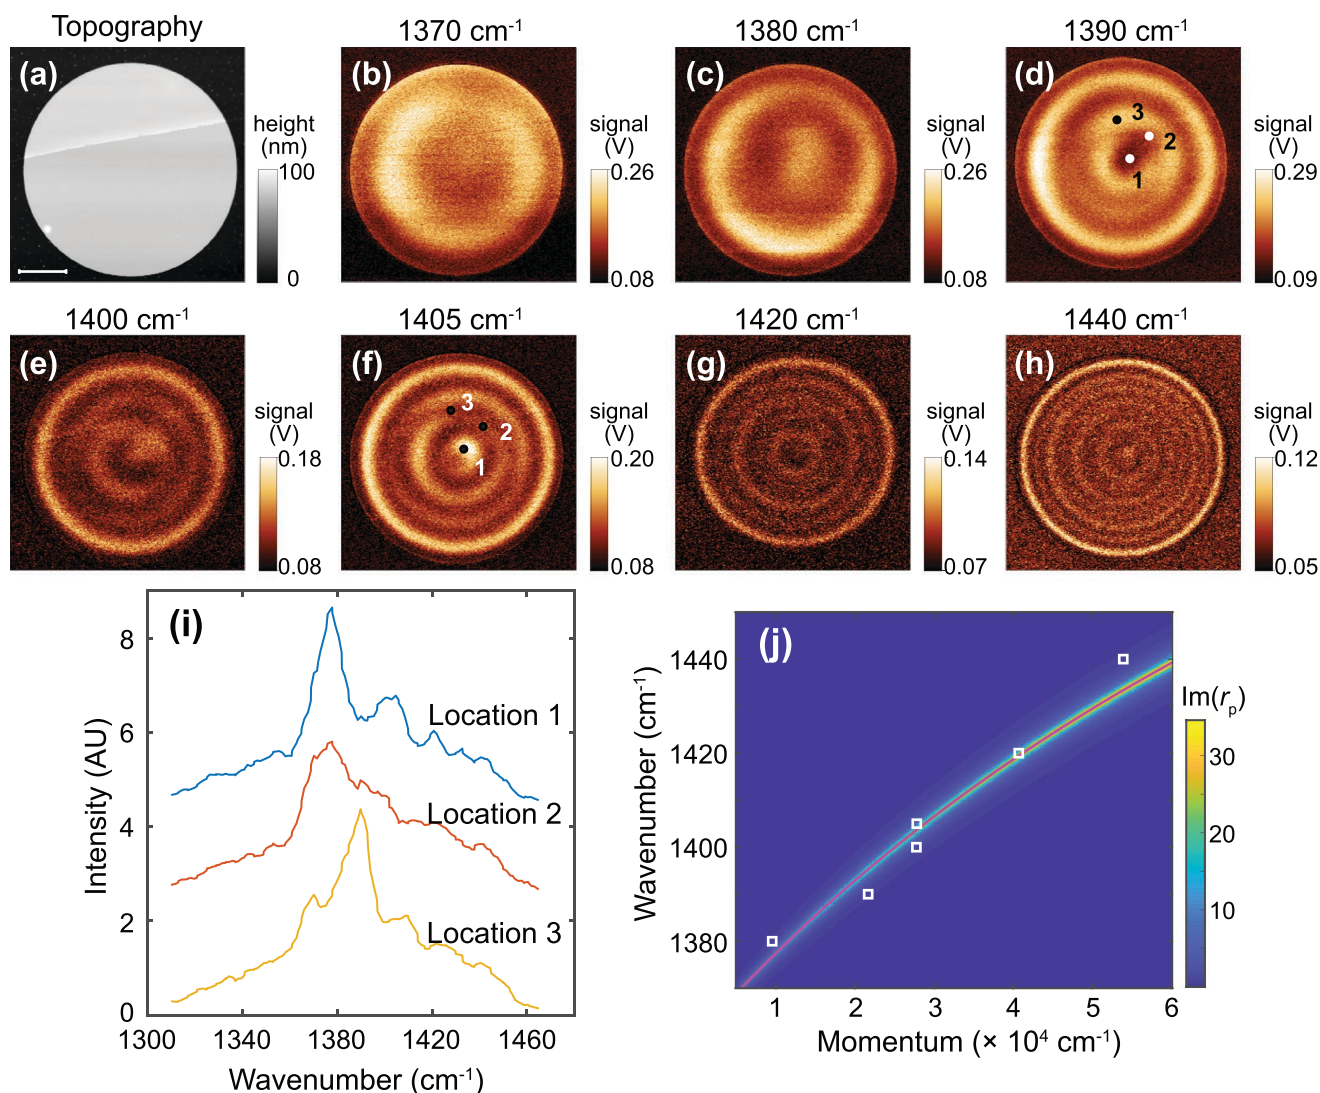 Topography
1370 cm⁻¹
1380 cm⁻¹
1390 cm⁻¹
(a)
height
(nm)
100
0
(b)
signal
(V)
0.26
0.08
(c)
signal
(V)
0.26
0.08
(d)
3
2
1
signal
(V)
0.29
0.09
1400 cm⁻¹
1405 cm⁻¹
1420 cm⁻¹
1440 cm⁻¹
(e)
signal
(V)
0.18
0.08
(f)
3
2
1
signal
(V)
0.20
0.08
(g)
signal
(V)
0.14
0.07
(h)
signal
(V)
0.12
0.05
(i)
8
6
4
2
0
Intensity (AU)
Location 1
Location 2
Location 3
1300
1340
1380
1420
1460
Wavenumber (cm⁻¹)
(j)
1440
1420
1400
1380
Wavenumber (cm⁻¹)
1
2
3
4
5
6
Momentum (× 10⁴ cm⁻¹)
Im(rₚ)
30
20
10